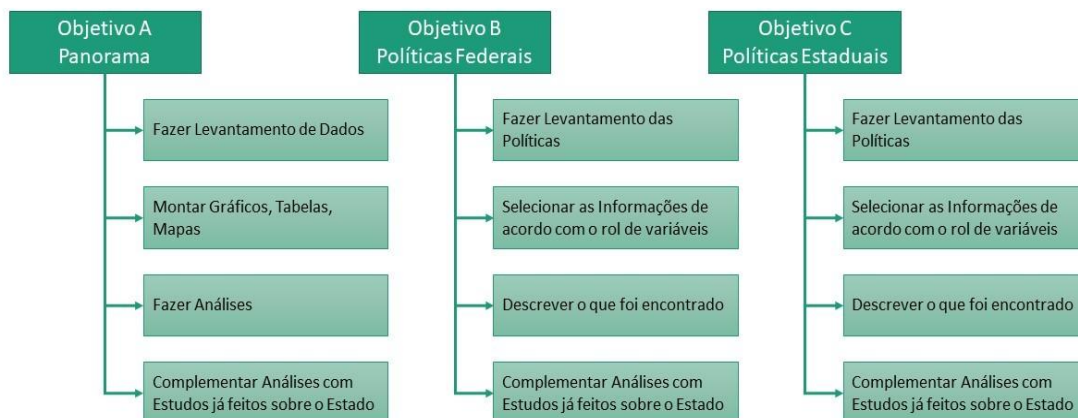 Objetivo A
Panorama
Fazer Levantamento de Dados
Montar Gráficos, Tabelas,
Mapas
Fazer Análises
Complementar Análises com
Estudos já feitos sobre o Estado
Objetivo B
Políticas Federais
Fazer Levantamento das
Políticas
Selecionar as Informações de
acordo com o rol de variáveis
Descrever o que foi encontrado
Complementar Análises com
Estudos já feitos sobre o Estado
Objetivo C
Políticas Estaduais
Fazer Levantamento das
Políticas
Selecionar as Informações de
acordo com o rol de variáveis
Descrever o que foi encontrado
Complementar Análises com
Estudos já feitos sobre o Estado